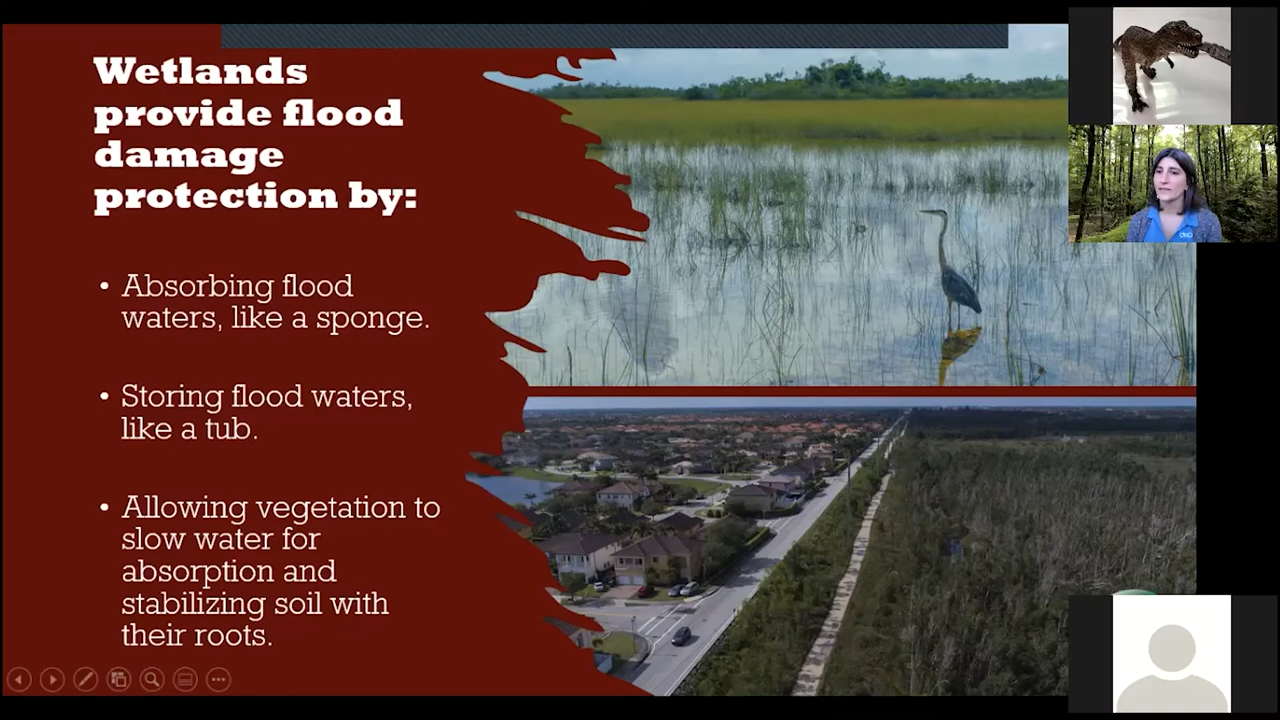 Wetlands
provide flood
damage
protection by:
• Absorbing flood
waters, like a sponge.
• Storing flood waters,
like a tub.
• Allowing vegetation to
slow water for
absorption and
stabilizing soil with
their roots.